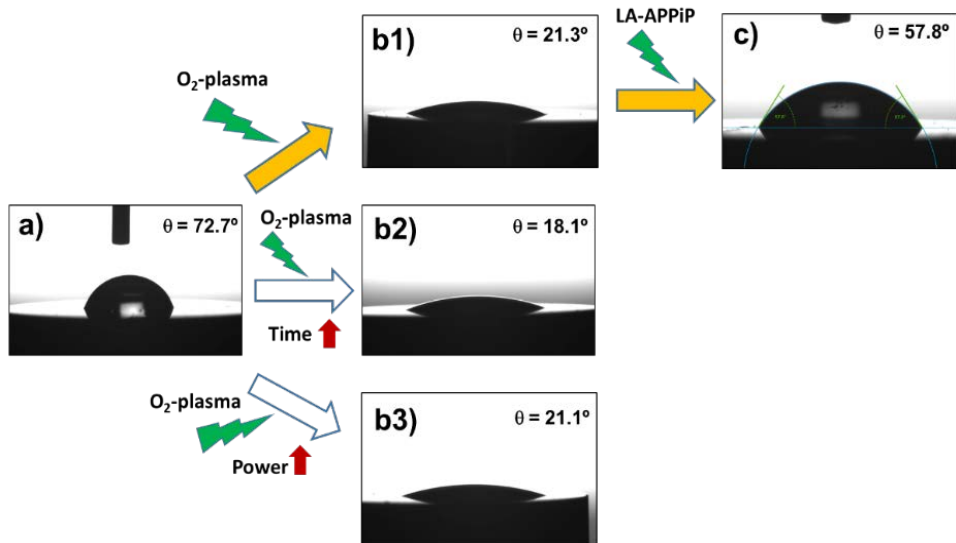 b1)
θ = 21.3º
LA-APPiP
c)
θ = 57.8º
O₂-plasma
a)
θ = 72.7º
O₂-plasma
Time
b2)
θ = 18.1º
O₂-plasma
Power
b3)
θ = 21.1º